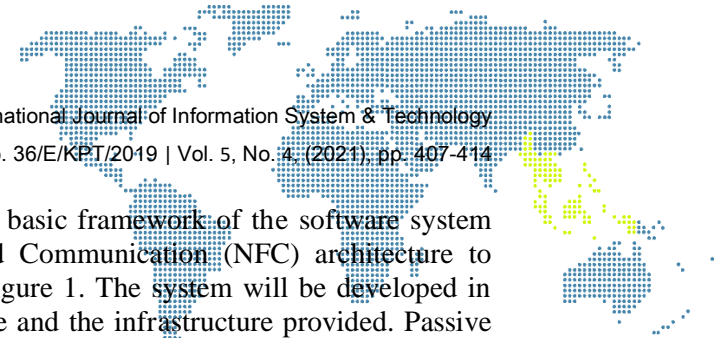 national Journal of Information System & Technology
. 36/E/KPT/2019 | Vol. 5, No. 4, (2021), pp. 407-414
basic framework of the software system
Communication (NFC) architecture to
gure 1. The system will be developed in
and the infrastructure provided. Passive